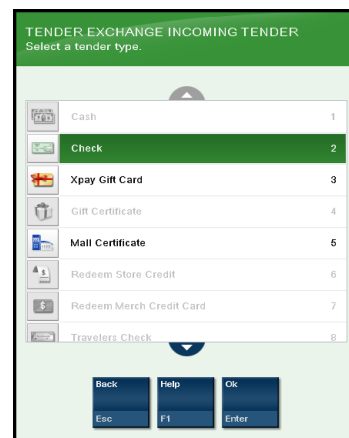 TENDER EXCHANGE INCOMING TENDER
Select a tender type.
Cash 1
Check 2
Xpay Gift Card 3
Gift Certificate 4
Mall Certificate 5
Redeem Store Credit 6
Redeem Merch Credit Card 7
Travelers Check 8
Back Help Ok
Esc F1 Enter